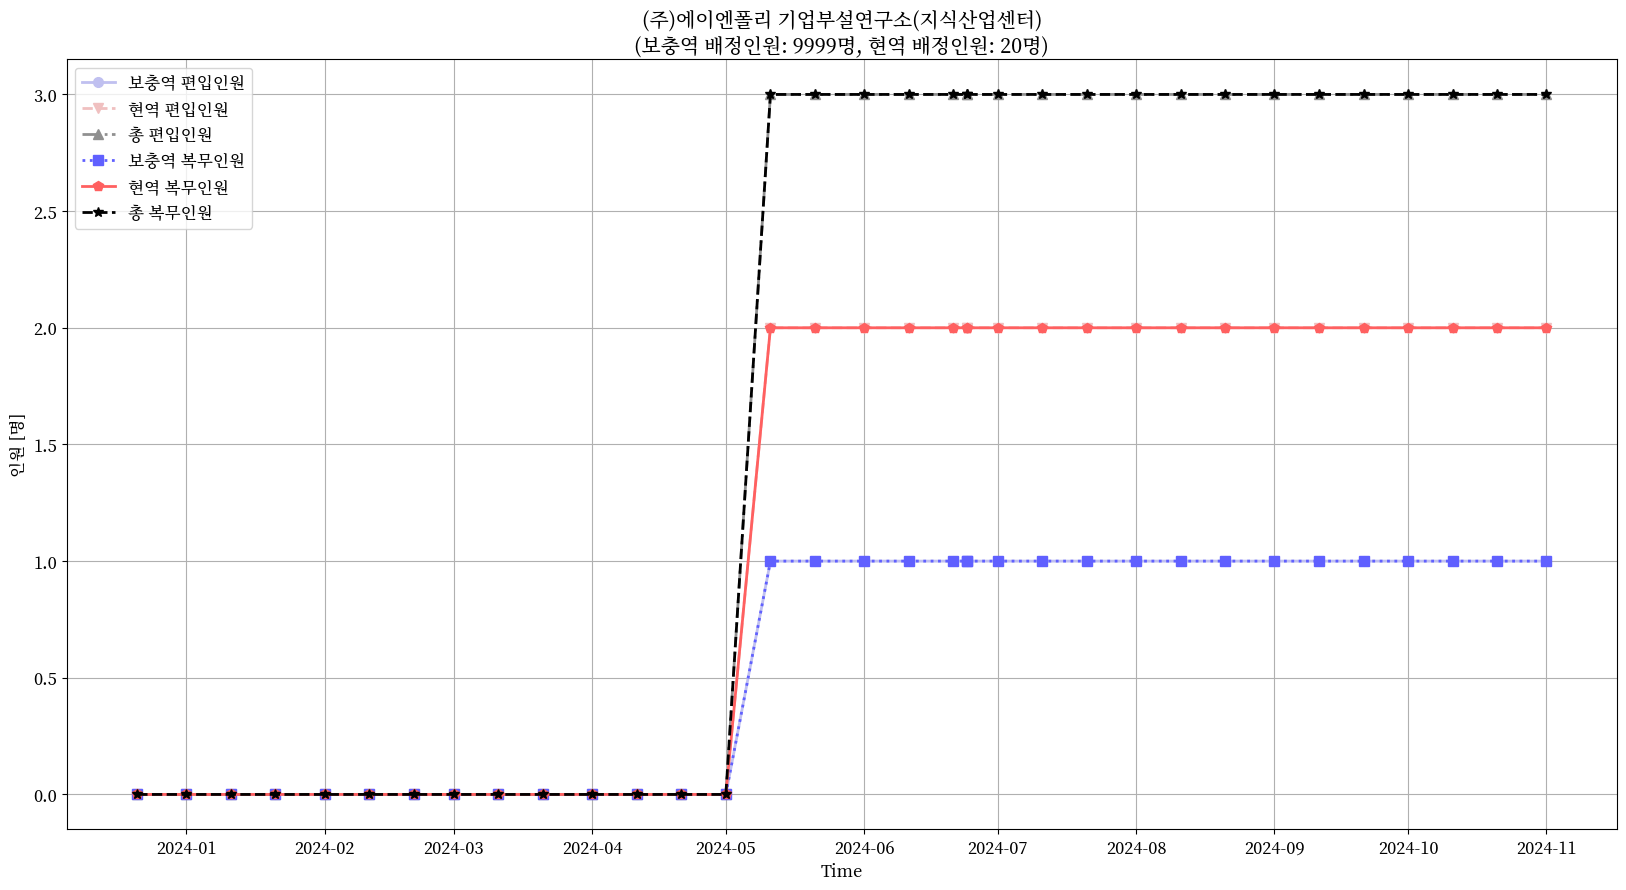 (주)에이엔폴리 기업부설연구소(지식산업센터)
(보충역 배정인원: 9999명, 현역 배정인원: 20명)
보충역 편입인원
현역 편입인원
총 편입인원
보충역 복무인원
현역 복무인원
총 복무인원
3.0
2.5
2.0
1.5
1.0
0.5
0.0
인원 [명]
2024-01 2024-02 2024-03 2024-04 2024-05 2024-06 2024-07 2024-08 2024-09 2024-10 2024-11
Time